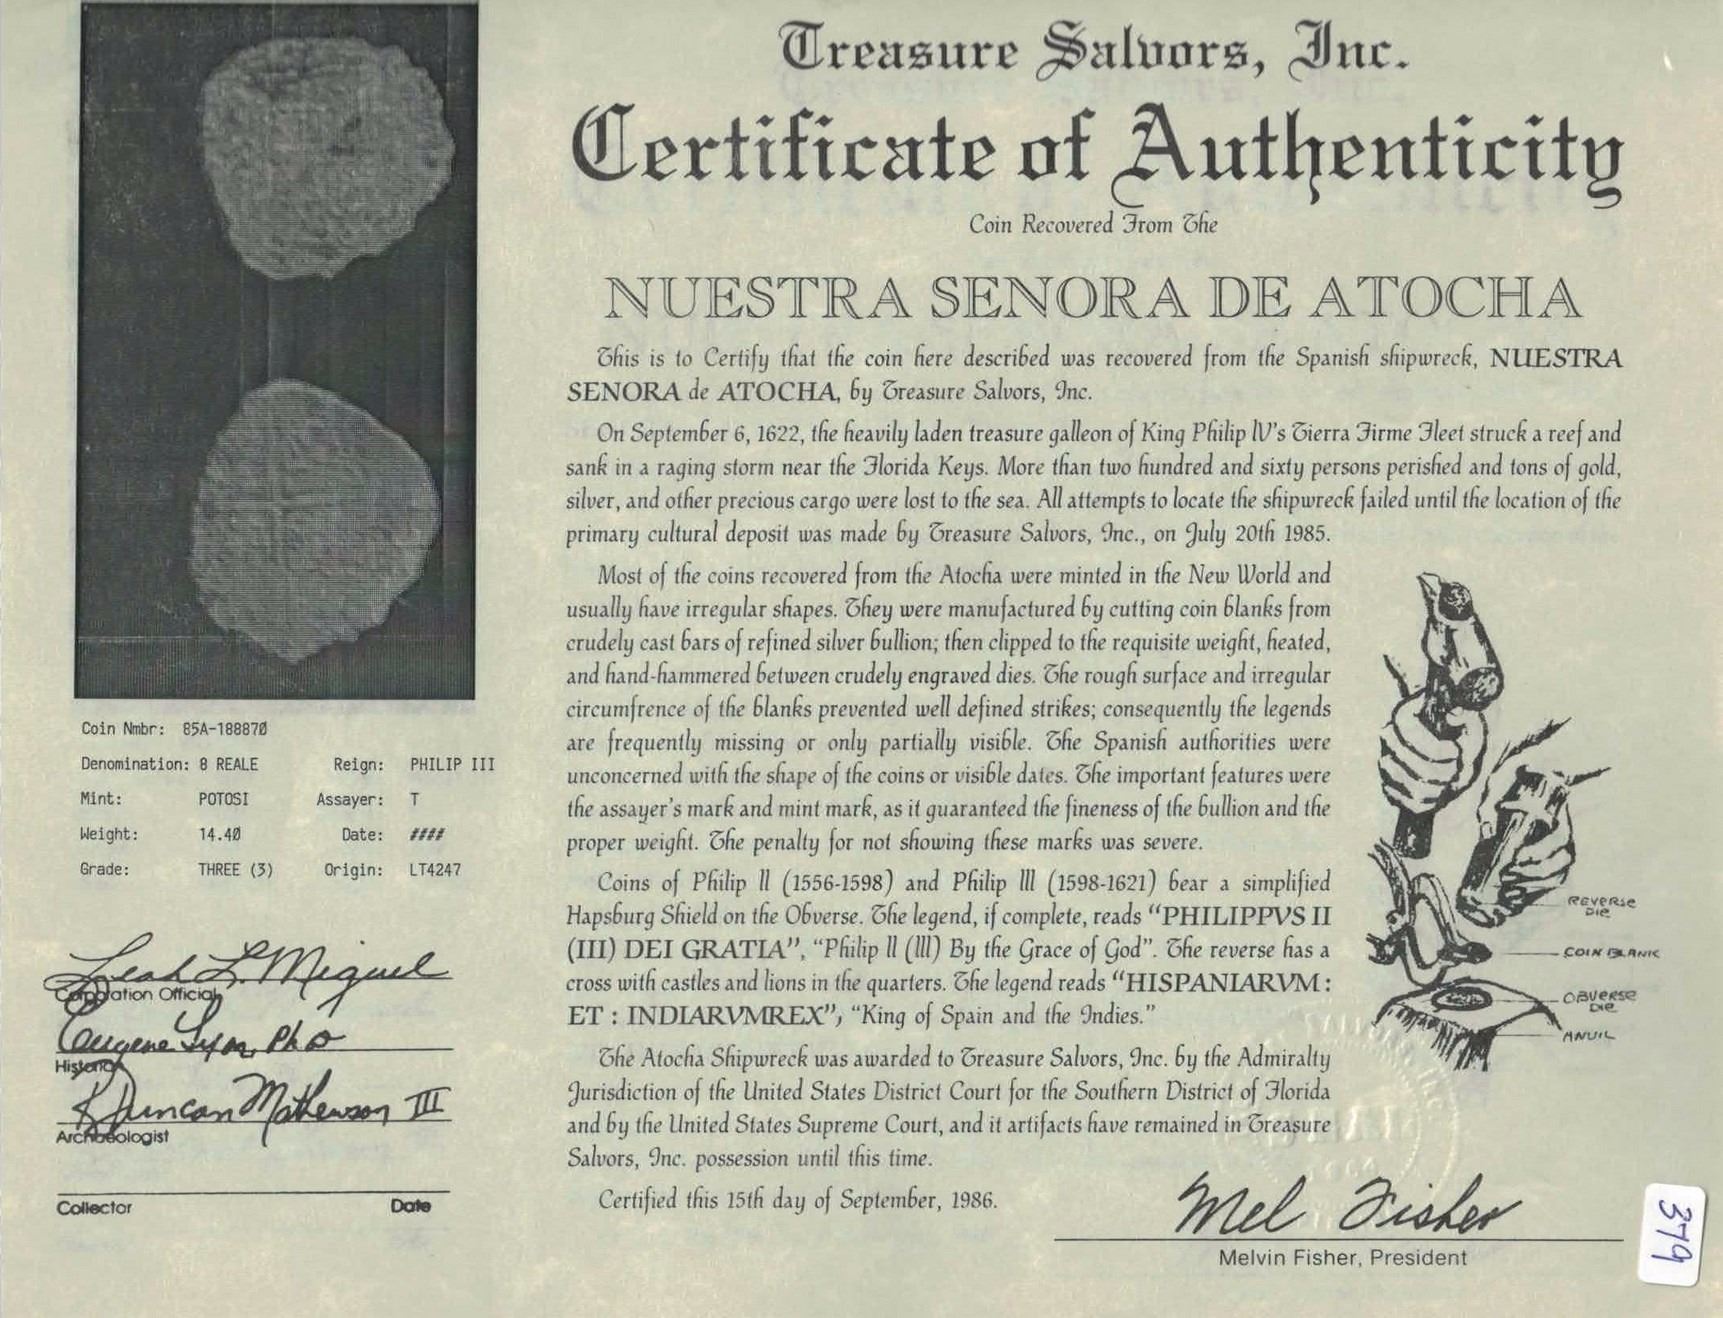 Treasure Salvors, Inc.
Certificate of Authenticity
Coin Recovered From The
NUESTRA SENORA DE ATOCHA
This is to Certify that the coin here described was recovered from the Spanish shipwreck, NUESTRA
SENORA de ATOCHA, by Treasure Salvors, Inc.
On September 6, 1622, the heavily laden treasure galleon of King Philip IV's Tierra Firme Fleet struck a reef and
sank in a raging storm near the Florida Keys. More than two hundred and sixty persons perished and tons of gold,
silver, and other precious cargo were lost to the sea. All attempts to locate the shipwreck failed until the location of the
primary cultural deposit was made by Treasure Salvors, Inc., on July 20th 1985.
Most of the coins recovered from the Atocha were minted in the New World and
usually have irregular shapes. They were manufactured by cutting coin blanks from
crudely cast bars of refined silver bullion; then clipped to the requisite weight, heated,
and hand-hammered between crudely engraved dies. The rough surface and irregular
circumfrence of the blanks prevented well defined strikes; consequently the legends
are frequently missing or only partially visible. The Spanish authorities were
unconcerned with the shape of the coins or visible dates. The important features were
the assayer's mark and mint mark, as it guaranteed the fineness of the bullion and the
proper weight. The penalty for not showing these marks was severe.
Coins of Philip II (1556-1598) and Philip III (1598-1621) bear a simplified
Hapsburg Shield on the Obverse. The legend, if complete, reads "PHILIPPVS II
(III) DEI GRATIA", "Philip II (III) By the Grace of God". The reverse has a
cross with castles and lions in the quarters. The legend reads "HISPANIARVM :
ET : INDIARVMREX", "King of Spain and the Indies."
The Atocha Shipwreck was awarded to Treasure Salvors, Inc. by the Admiralty
Jurisdiction of the United States District Court for the Southern District of Florida
and by the United States Supreme Court, and it artifacts have remained in Treasure
Salvors, Inc. possession until this time.
Certified this 15th day of September, 1986.
Mel Fisher
Melvin Fisher, President
REVERSE
DIE
COIN BLANK
OBVERSE
DIE
ANVIL
Coin Nmbr: 85A-188870
Denomination: 8 REALE Reign: PHILIP III
Mint: POTOSI Assayer: T
Weight: 14.40 Date: ####
Grade: THREE (3) Origin: LT4247
Leah L. Miguel
Corporation Official
Eugene Lyon, PhD
Historian
R Duncan Mathewson III
Archaeologist
Collector Date
379